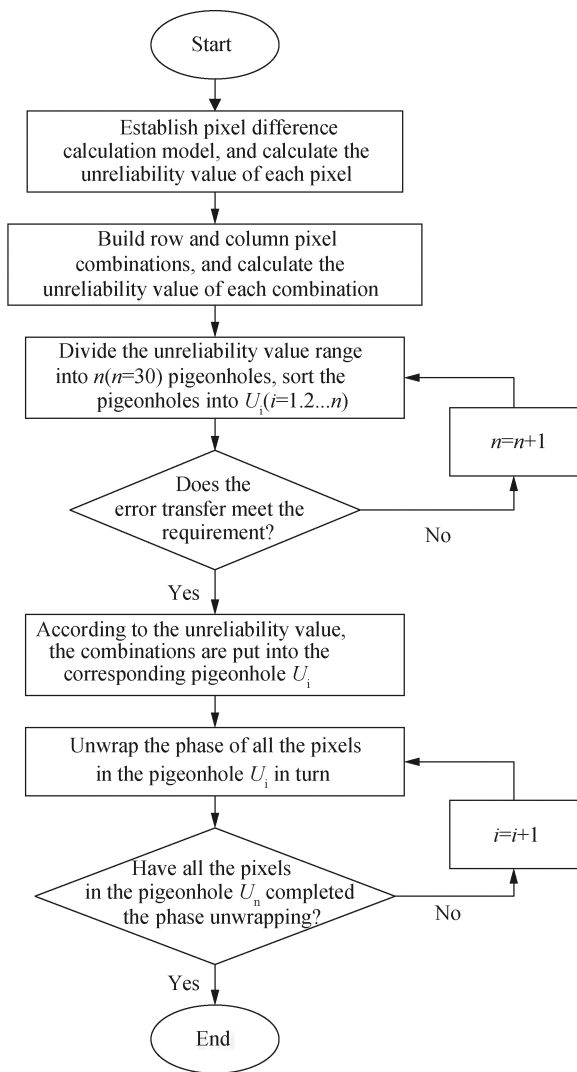 Start
Establish pixel difference
calculation model, and calculate the
unreliability value of each pixel
Build row and column pixel
combinations, and calculate the
unreliability value of each combination
Divide the unreliability value range
into n(n=30) pigeonholes, sort the
pigeonholes into Ui(i=1.2...n)
n=n+1
Does the
error transfer meet the
requirement?
No
Yes
According to the unreliability value,
the combinations are put into the
corresponding pigeonhole Ui
Unwrap the phase of all the pixels
in the pigeonhole Ui in turn
i=i+1
Have all the pixels
in the pigeonhole Un completed
the phase unwrapping?
No
Yes
End